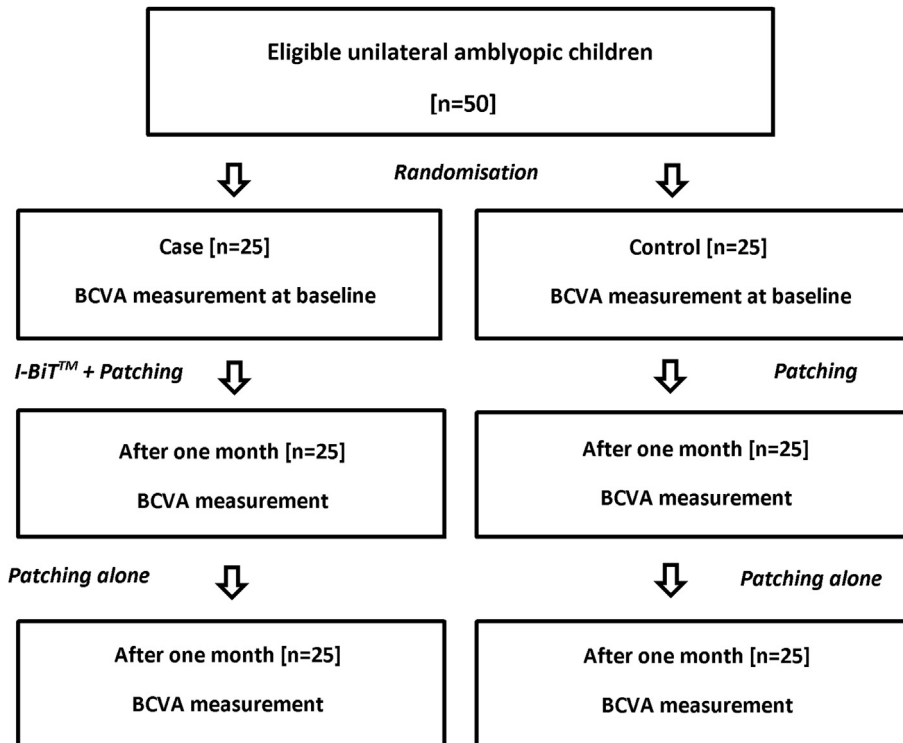 Eligible unilateral amblyopic children
[n=50]
Randomisation
Case [n=25]
BCVA measurement at baseline
Control [n=25]
BCVA measurement at baseline
I-BiT™ + Patching
Patching
After one month [n=25]
BCVA measurement
After one month [n=25]
BCVA measurement
Patching alone
Patching alone
After one month [n=25]
BCVA measurement
After one month [n=25]
BCVA measurement